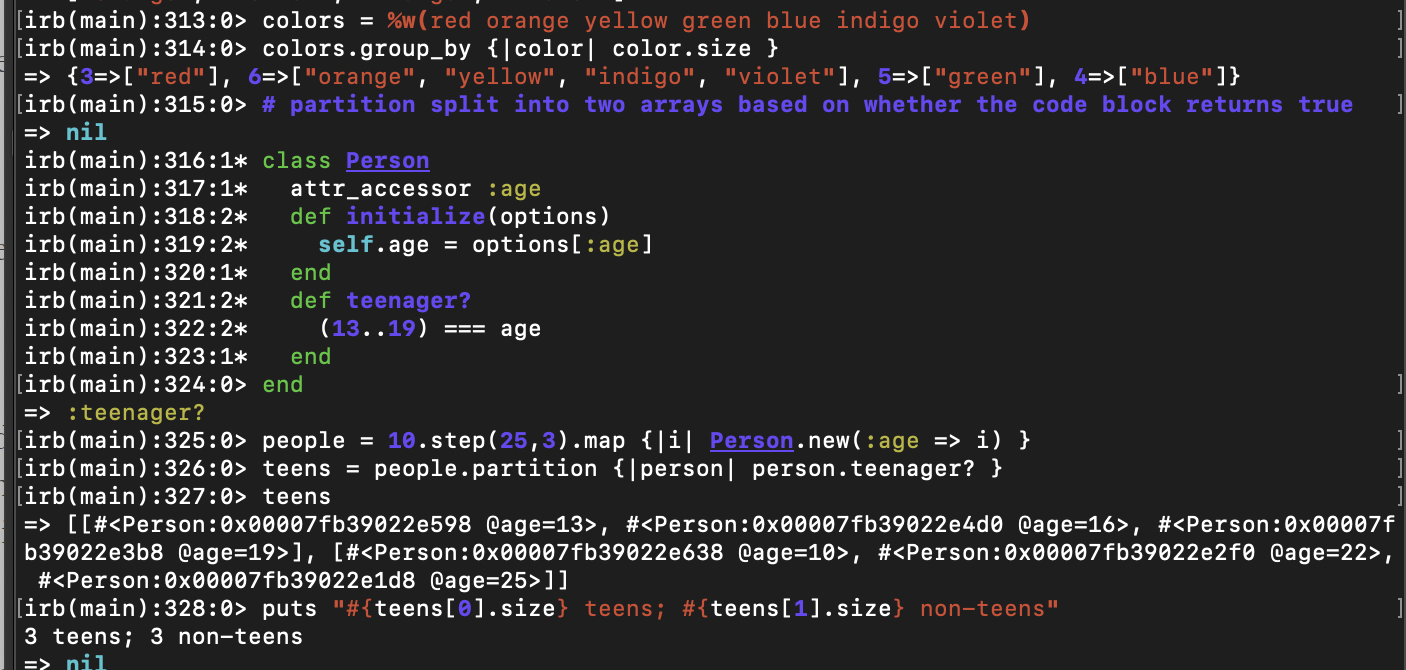 irb(main):313:0> colors = %w(red orange yellow green blue indigo violet)
irb(main):314:0> colors.group_by {|color| color.size }
=> {3=>["red"], 6=>["orange", "yellow", "indigo", "violet"], 5=>["green"], 4=>["blue"]}
irb(main):315:0> # partition split into two arrays based on whether the code block returns true
=> nil
irb(main):316:1* class Person
irb(main):317:1*   attr_accessor :age
irb(main):318:2*   def initialize(options)
irb(main):319:2*     self.age = options[:age]
irb(main):320:1*   end
irb(main):321:2*   def teenager?
irb(main):322:2*     (13..19) === age
irb(main):323:1*   end
irb(main):324:0> end
=> :teenager?
irb(main):325:0> people = 10.step(25,3).map {|i| Person.new(:age => i) }
irb(main):326:0> teens = people.partition {|person| person.teenager? }
irb(main):327:0> teens
=> [[#<Person:0x00007fb39022e598 @age=13>, #<Person:0x00007fb39022e4d0 @age=16>, #<Person:0x00007f
b39022e3b8 @age=19>], [#<Person:0x00007fb39022e638 @age=10>, #<Person:0x00007fb39022e2f0 @age=22>,
 #<Person:0x00007fb39022e1d8 @age=25>]]
irb(main):328:0> puts "#{teens[0].size} teens; #{teens[1].size} non-teens"
3 teens; 3 non-teens
=> nil